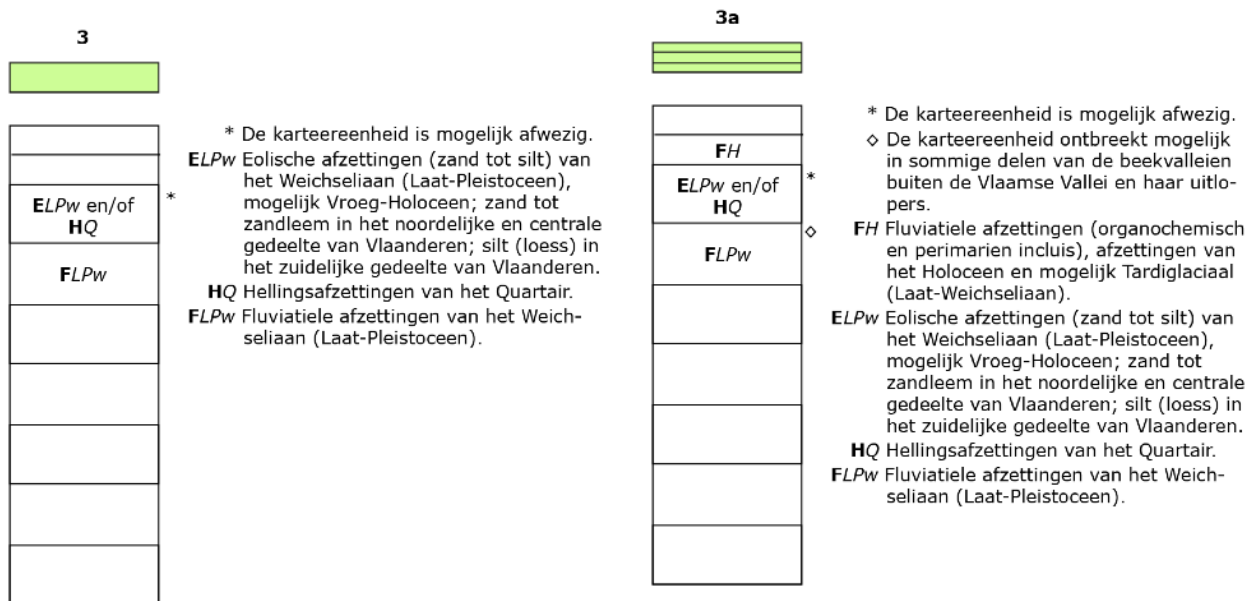 3
ELPw en/of
HQ
*
FLPw
* De karteereenheid is mogelijk afwezig.
ELPw Eolische afzettingen (zand tot silt) van
het Weichseliaan (Laat-Pleistoceen),
mogelijk Vroeg-Holoceen; zand tot
zandleem in het noordelijke en centrale
gedeelte van Vlaanderen; silt (loess) in
het zuidelijke gedeelte van Vlaanderen.
HQ Hellingsafzettingen van het Quartair.
FLPw Fluviatiele afzettingen van het Weich-
seliaan (Laat-Pleistoceen).
3a
FH
ELPw en/of
HQ
*
◇
FLPw
* De karteereenheid is mogelijk afwezig.
◇ De karteereenheid ontbreekt mogelijk
in sommige delen van de beekvalleien
buiten de Vlaamse Vallei en haar uitlo-
pers.
FH Fluviatiele afzettingen (organochemisch
en perimarien incluis), afzettingen van
het Holoceen en mogelijk Tardiglaciaal
(Laat-Weichseliaan).
ELPw Eolische afzettingen (zand tot silt) van
het Weichseliaan (Laat-Pleistoceen),
mogelijk Vroeg-Holoceen; zand tot
zandleem in het noordelijke en centrale
gedeelte van Vlaanderen; silt (loess) in
het zuidelijke gedeelte van Vlaanderen.
HQ Hellingsafzettingen van het Quartair.
FLPw Fluviatiele afzettingen van het Weich-
seliaan (Laat-Pleistoceen).